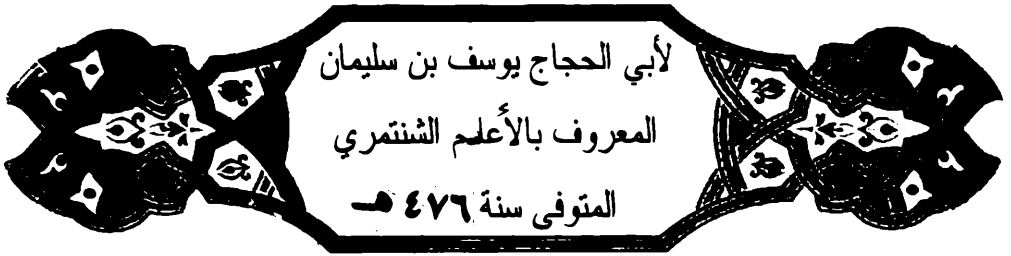 لأبي الحجاج يوسف بن سليمان
المعروف بالأعلم الشنتمري
المتوفى سنة ٤٧٦ هـ